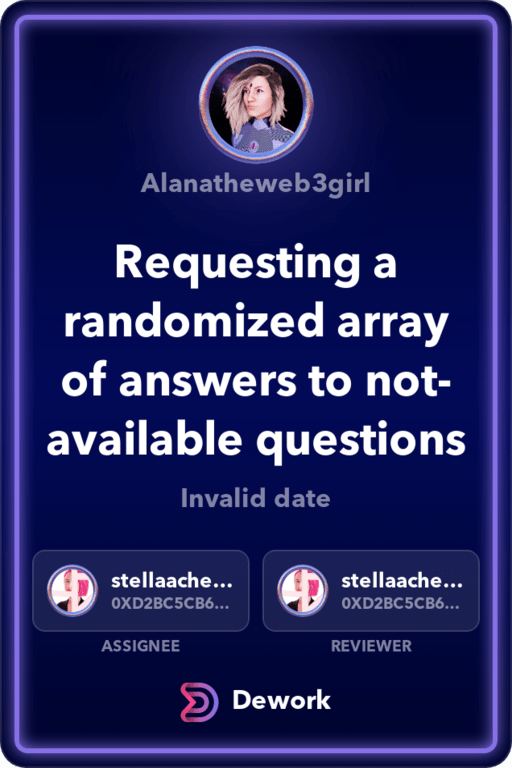 Alanatheweb3girl
Requesting a
randomized array
of answers to not-
available questions
Invalid date
stellaache...
0XD2BC5CB6...
stellaache...
0XD2BC5CB6...
ASSIGNEE
REVIEWER
Dework